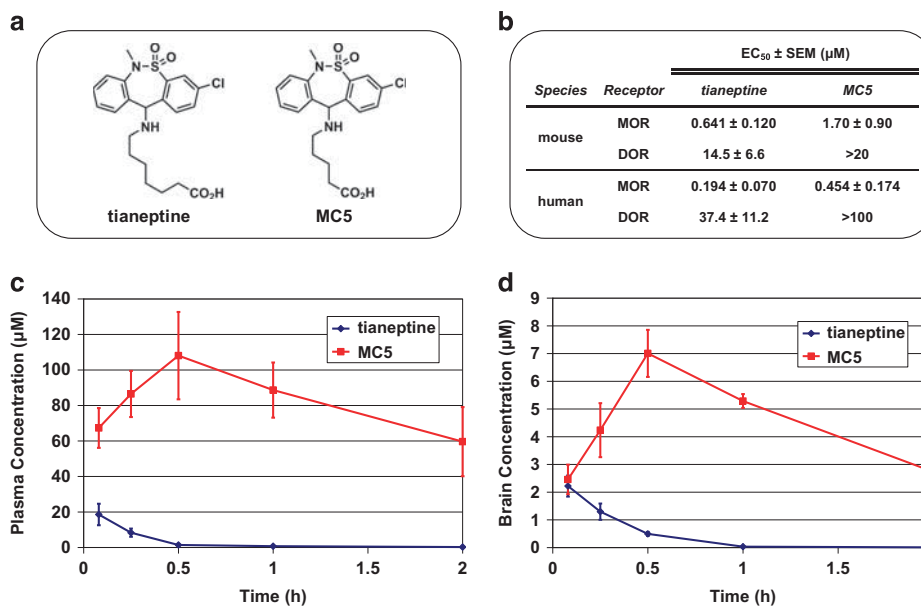 a
N
S
O
O
Cl
NH
CO₂H
tianeptine
N
S
O
O
Cl
NH
CO₂H
MC5
b
EC₅₀ ± SEM (µM)
Species Receptor tianeptine MC5
mouse MOR 0.641 ± 0.120 1.70 ± 0.90
DOR 14.5 ± 6.6 >20
human MOR 0.194 ± 0.070 0.454 ± 0.174
DOR 37.4 ± 11.2 >100
c
Plasma Concentration (µM)
140
120
100
80
60
40
20
0
0 0.5 1 1.5 2
Time (h)
tianeptine
MC5
d
Brain Concentration (µM)
9
8
7
6
5
4
3
2
1
0
0 0.5 1 1.5
Time (h)
tianeptine
MC5